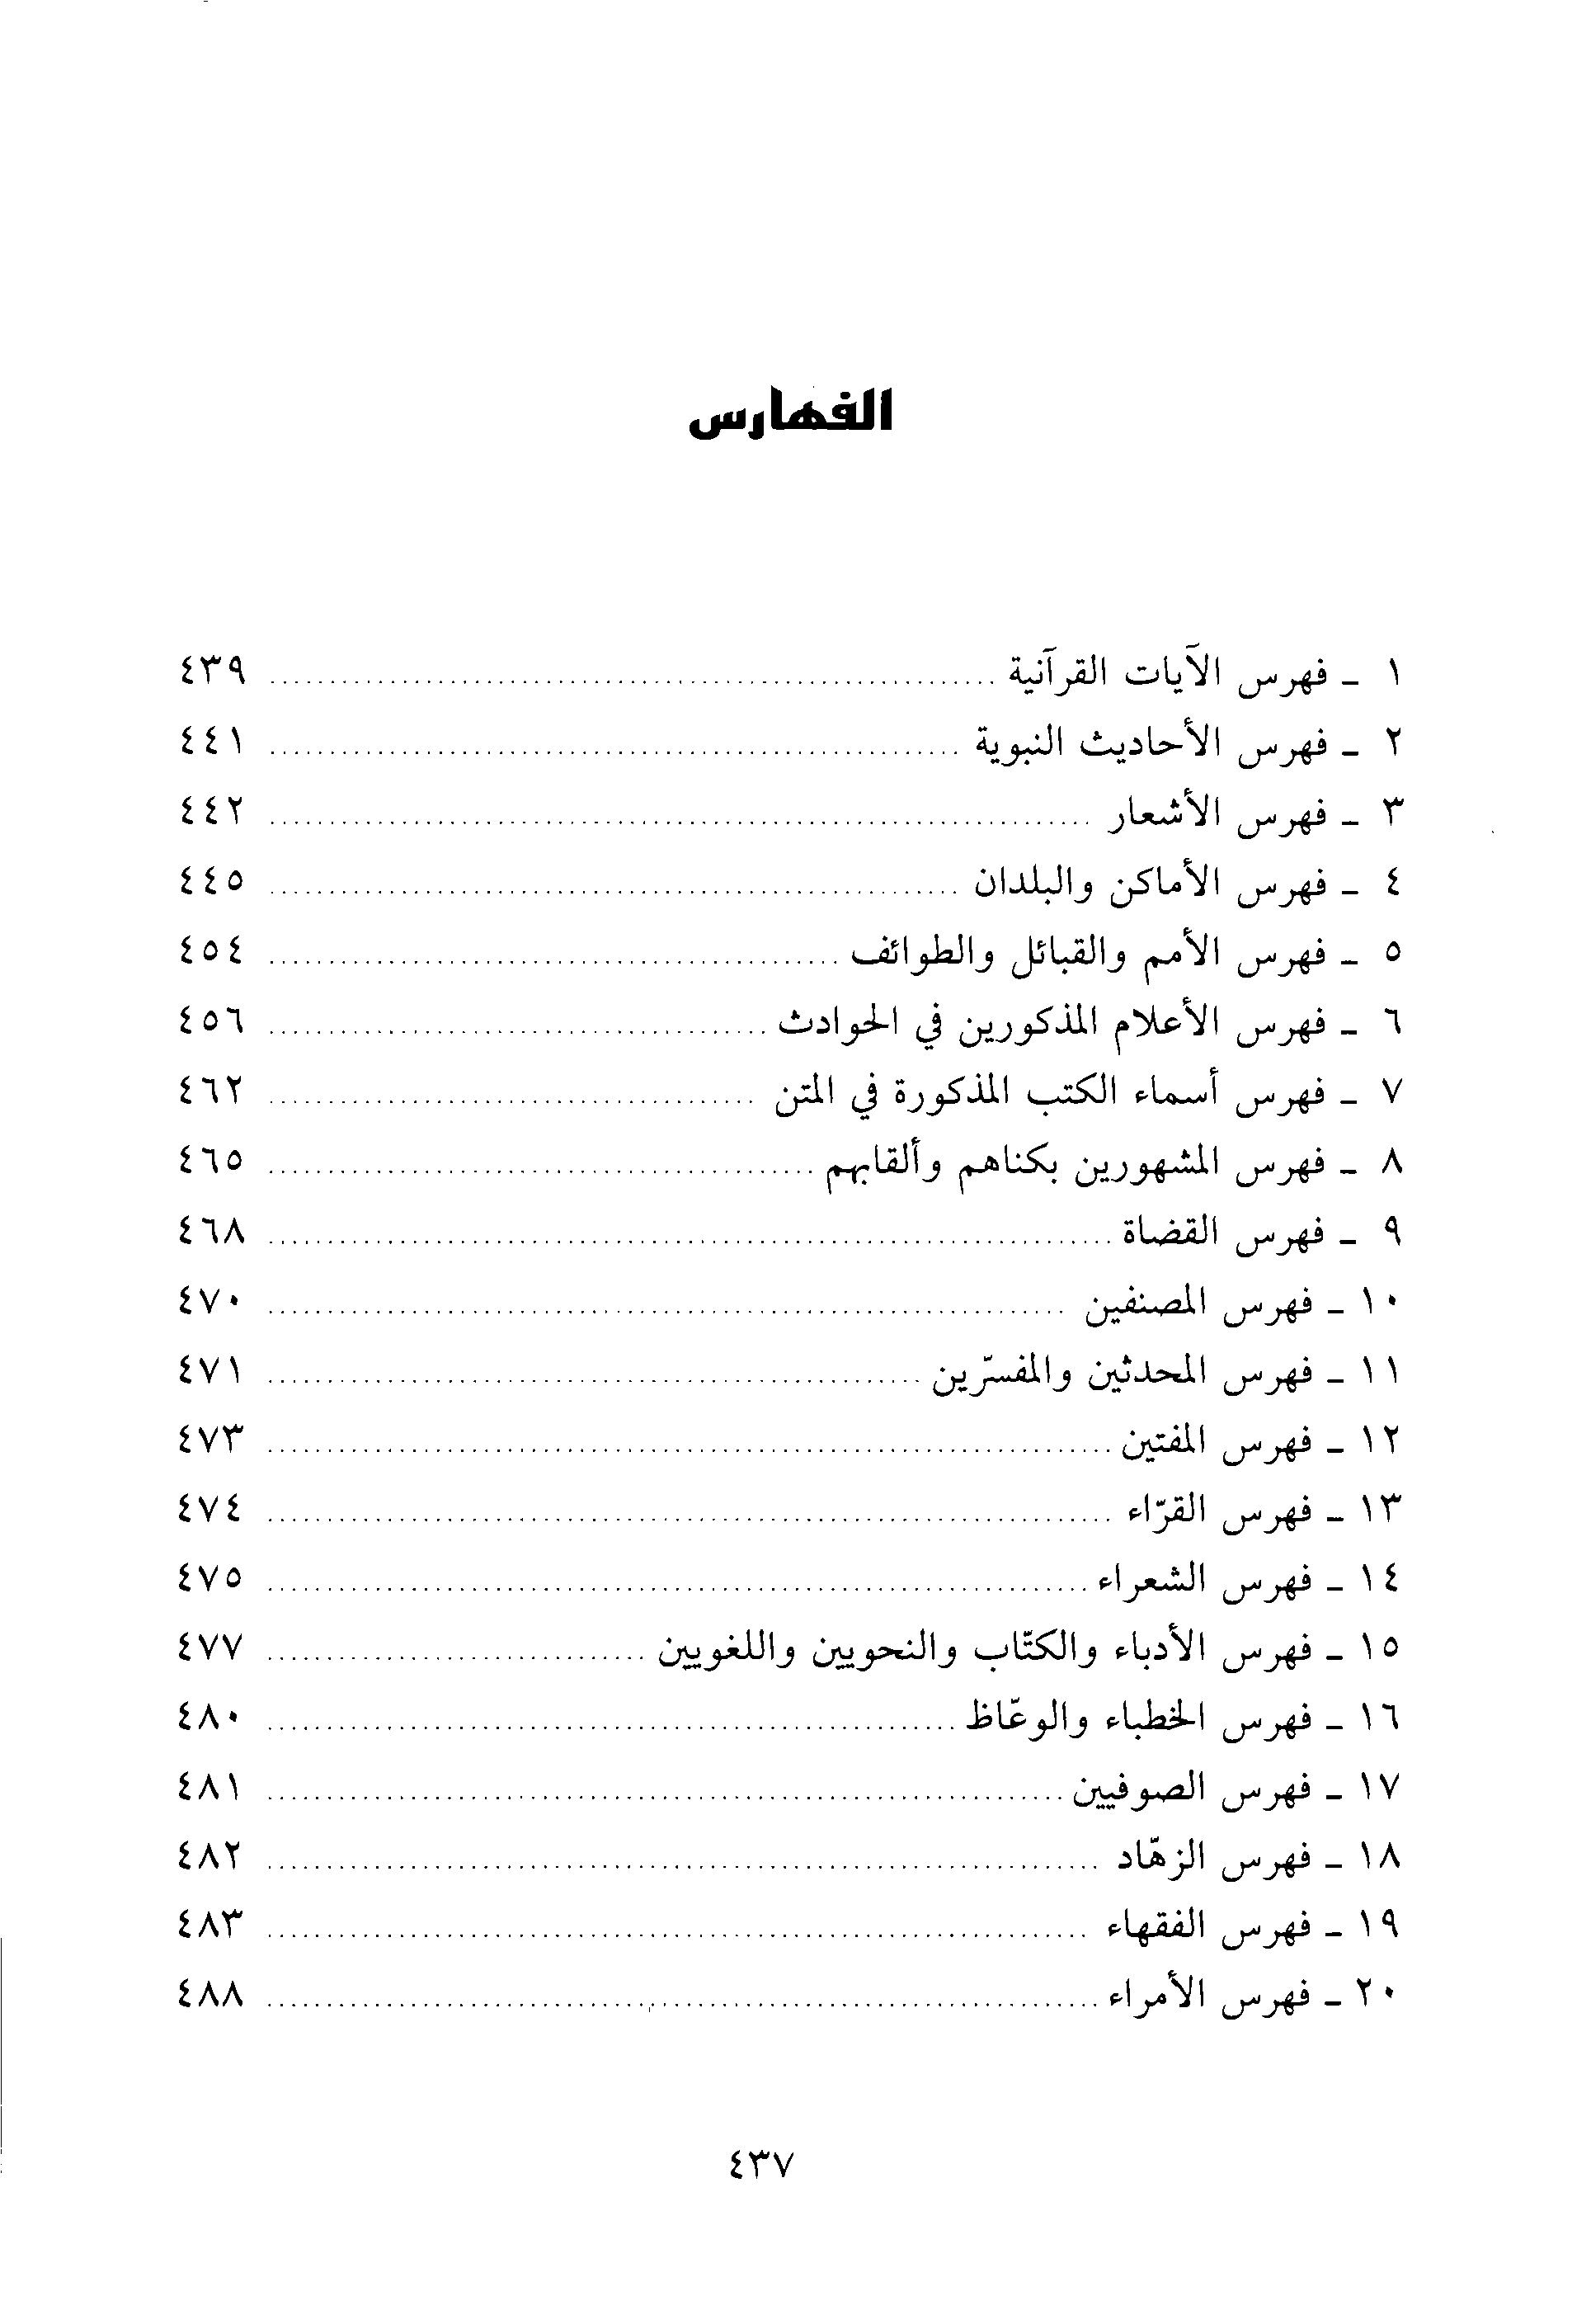 الفهارس
١ - فهرس الآيات القرآنية ................ ٤٣٩
٢ - فهرس الأحاديث النبوية ................ ٤٤١
٣ - فهرس الأشعار ................ ٤٤٢
٤ - فهرس الأماكن والبلدان ................ ٤٤٥
٥ - فهرس الأمم والقبائل والطوائف ................ ٤٥٤
٦ - فهرس الأعلام المذكورين في الحوادث ................ ٤٥٦
٧ - فهرس أسماء الكتب المذكورة في المتن ................ ٤٦٢
٨ - فهرس المشهورين بكناهم وألقابهم ................ ٤٦٥
٩ - فهرس القضاة ................ ٤٦٨
١٠ - فهرس المصنفين ................ ٤٧٠
١١ - فهرس المحدثين والمفسّرين ................ ٤٧١
١٢ - فهرس المفتين ................ ٤٧٣
١٣ - فهرس القرّاء ................ ٤٧٤
١٤ - فهرس الشعراء ................ ٤٧٥
١٥ - فهرس الأدباء والكتّاب والنحويين واللغويين ................ ٤٧٧
١٦ - فهرس الخطباء والوعّاظ ................ ٤٨٠
١٧ - فهرس الصوفيين ................ ٤٨١
١٨ - فهرس الزهّاد ................ ٤٨٢
١٩ - فهرس الفقهاء ................ ٤٨٣
٢٠ - فهرس الأمراء ................ ٤٨٨
٤٣٧